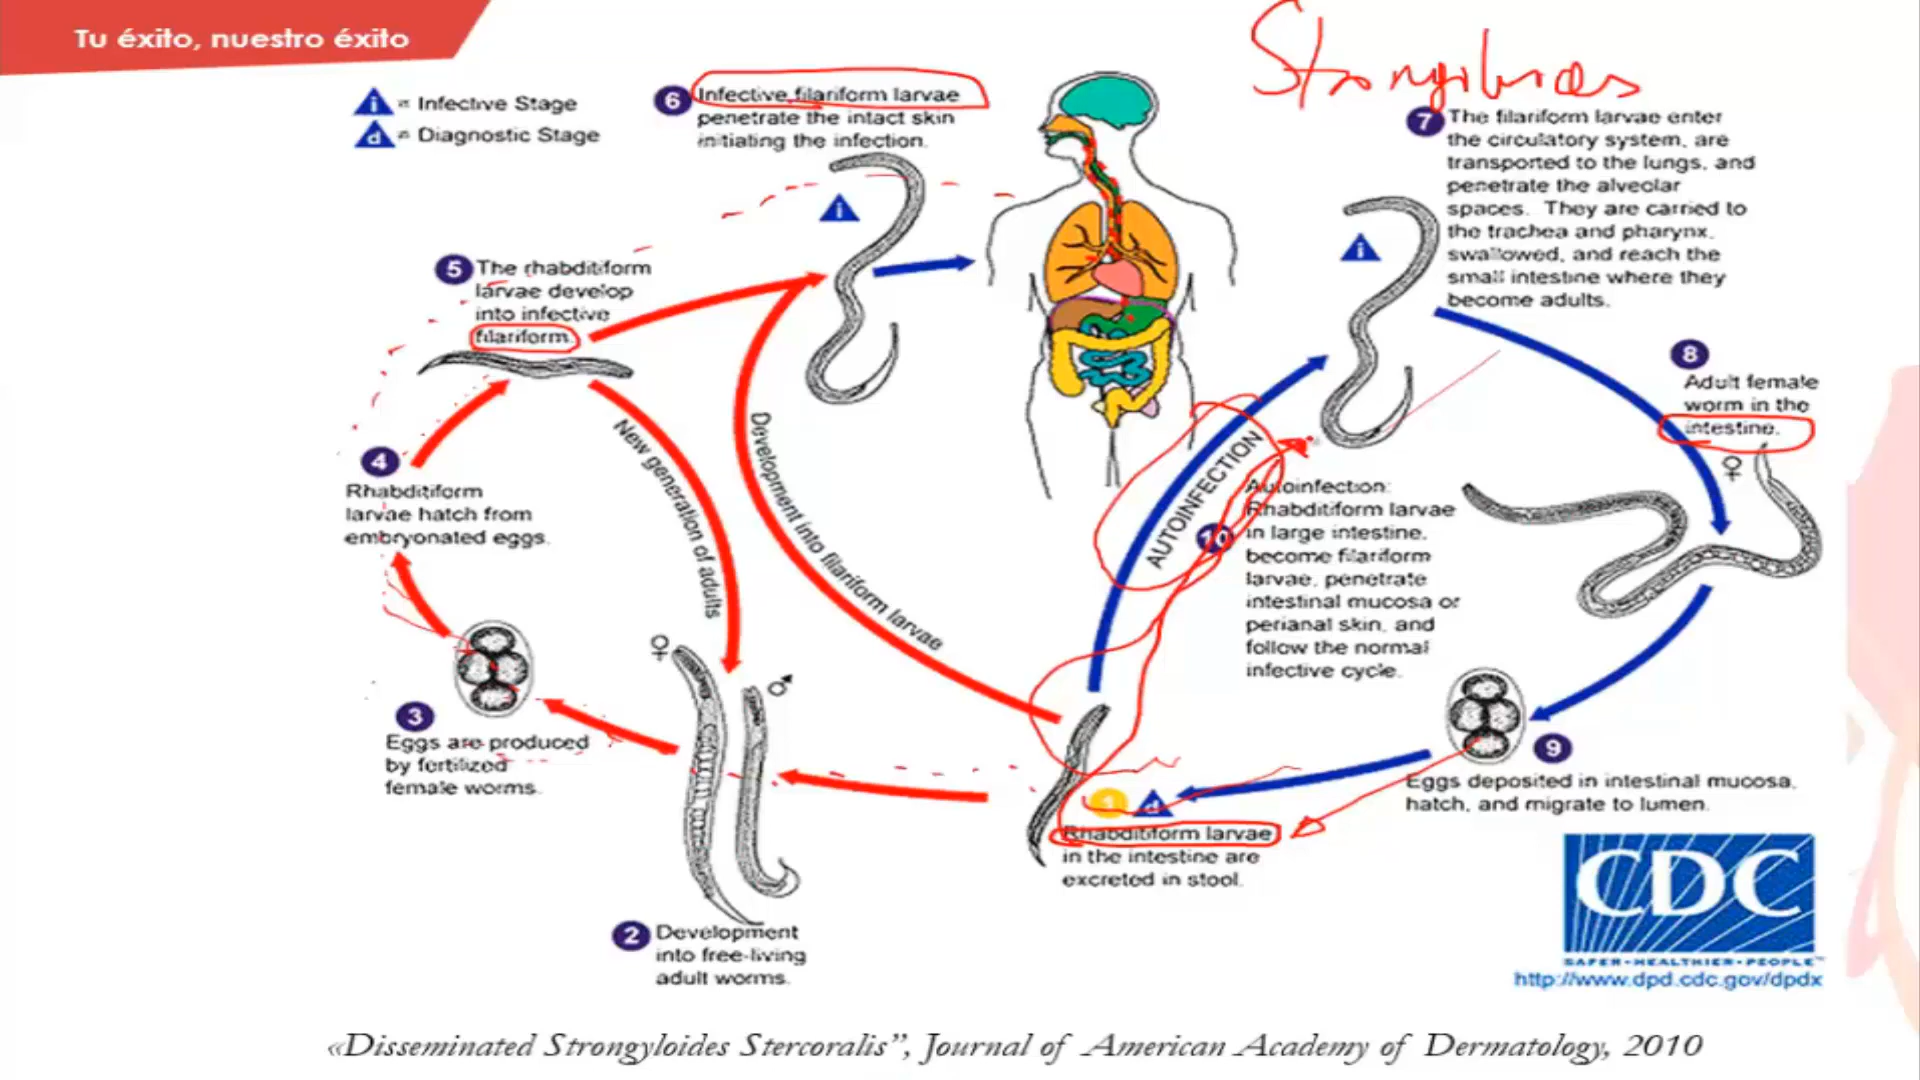 Tu éxito, nuestro éxito
Strongyloides
i = Infective Stage
d = Diagnostic Stage
6 Infective filariform larvae
penetrate the intact skin
initiating the infection.
i
7 The filariform larvae enter
the circulatory system, are
transported to the lungs, and
penetrate the alveolar
spaces. They are carried to
the trachea and pharynx,
swallowed, and reach the
small intestine where they
become adults.
i
5 The rhabditiform
larvae develop
into infective
filariform.
8
Adult female
worm in the
intestine.
♀
4
Rhabditiform
larvae hatch from
embryonated eggs.
New generation of adults
Development into filariform larvae
AUTOINFECTION
10 Autoinfection:
Rhabditiform larvae
in large intestine,
become filariform
larvae, penetrate
intestinal mucosa or
perianal skin, and
follow the normal
infective cycle.
♀
♂
3
Eggs are produced
by fertilized
female worms.
9
Eggs deposited in intestinal mucosa,
hatch, and migrate to lumen.
1 d
Rhabditiform larvae
in the intestine are
excreted in stool.
2 Development
into free-living
adult worms.
CDC
SAFER·HEALTHIER·PEOPLE™
http://www.dpd.cdc.gov/dpdx
«Disseminated Strongyloides Stercoralis”, Journal of American Academy of Dermatology, 2010